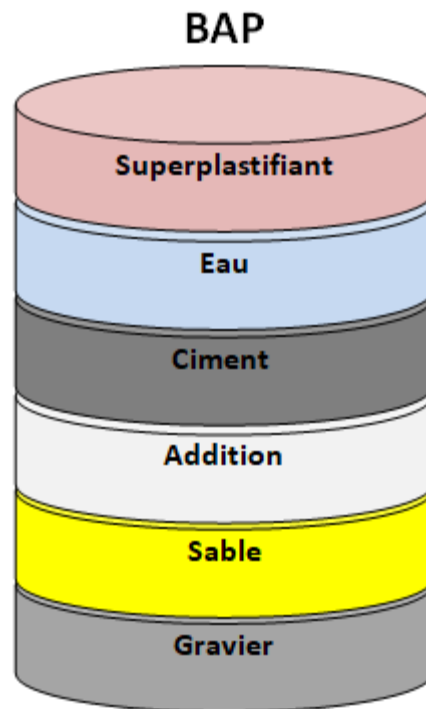 BAP
Superplastifiant
Eau
Ciment
Addition
Sable
Gravier